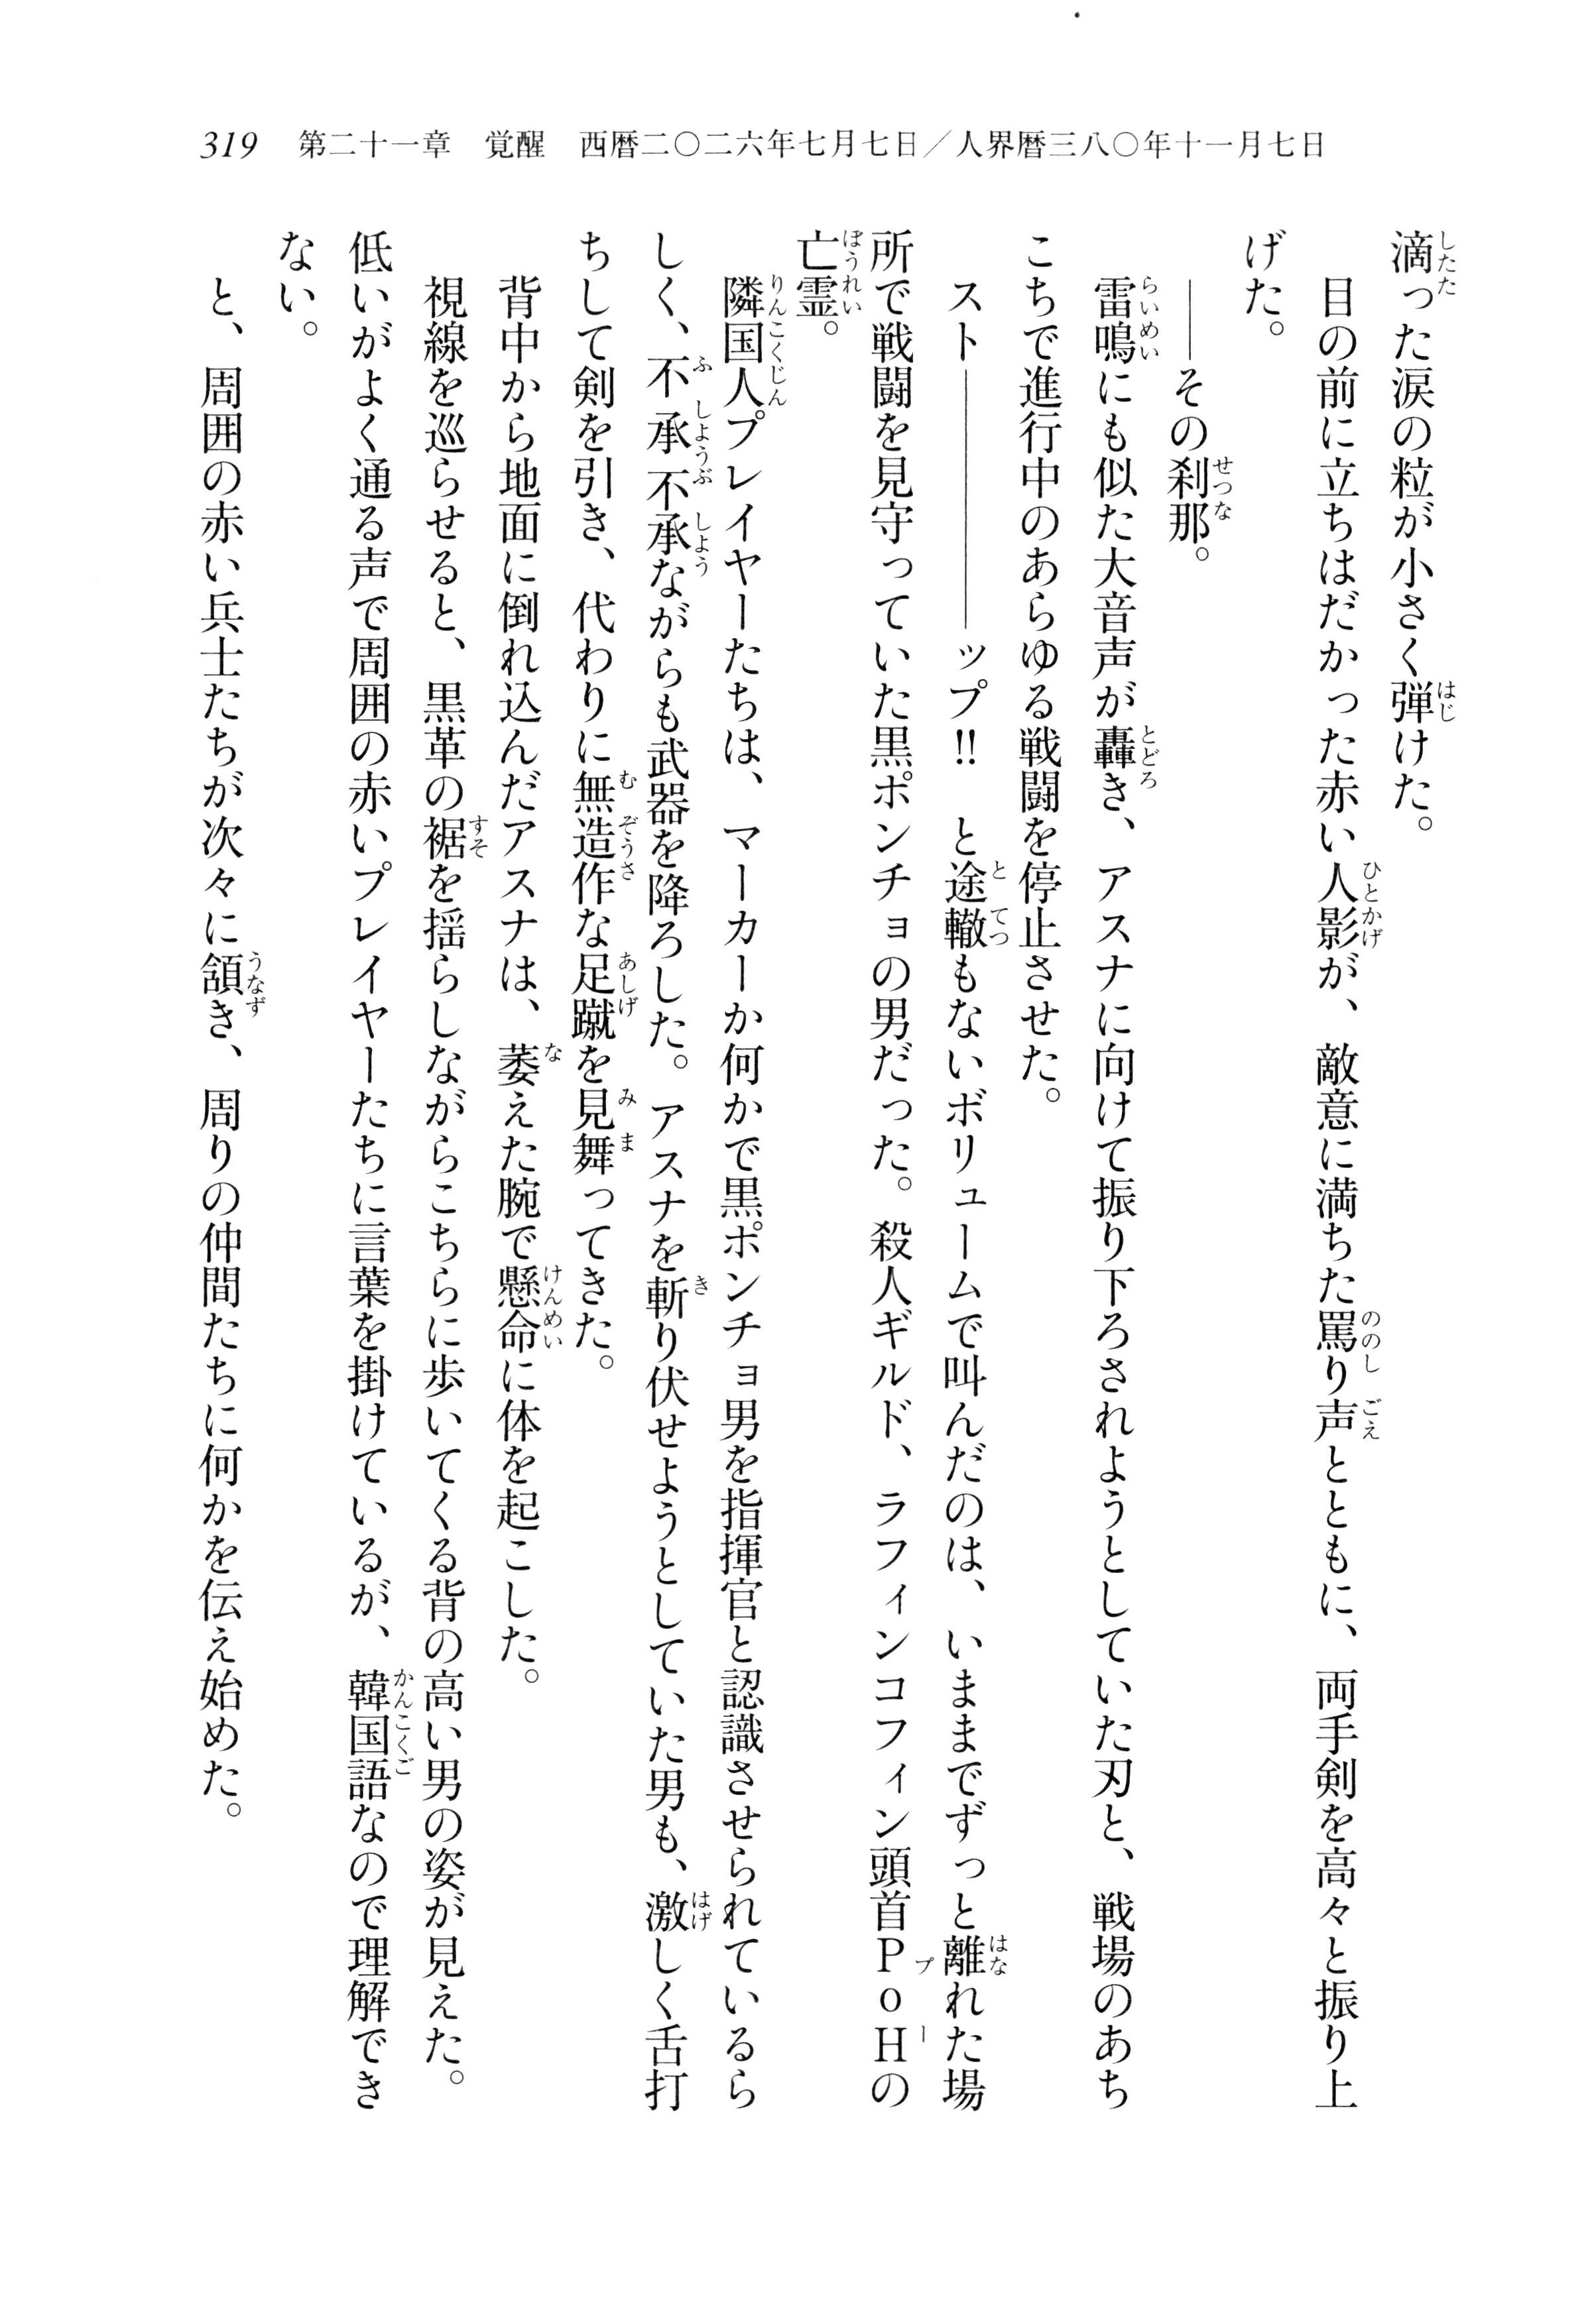 319 第二十一章 覚醒 西暦二〇二六年七月七日／人界暦三八〇年十一月七日
滴った涙の粒が小さく弾けた。
目の前に立ちはだかった赤い人影が、敵意に満ちた罵り声とともに、両手剣を高々と振り上
げた。
――その刹那。
雷鳴にも似た大音声が轟き、アスナに向けて振り下ろされようとしていた刃と、戦場のあち
こちで進行中のあらゆる戦闘を停止させた。
スト――――――ップ!! と途轍もないボリュームで叫んだのは、いままでずっと離れた場
所で戦闘を見守っていた黒ポンチョの男だった。殺人ギルド、ラフィンコフィン頭首PoHの
亡霊。
隣国人プレイヤーたちは、マーカーか何かで黒ポンチョ男を指揮官と認識させられているら
しく、不承不承ながらも武器を降ろした。アスナを斬り伏せようとしていた男も、激しく舌打
ちして剣を引き、代わりに無造作な足蹴を見舞ってきた。
背中から地面に倒れ込んだアスナは、萎えた腕で懸命に体を起こした。
視線を巡らせると、黒革の裾を揺らしながらこちらに歩いてくる背の高い男の姿が見えた。
低いがよく通る声で周囲の赤いプレイヤーたちに言葉を掛けているが、韓国語なので理解でき
ない。
と、周囲の赤い兵士たちが次々に頷き、周りの仲間たちに何かを伝え始めた。